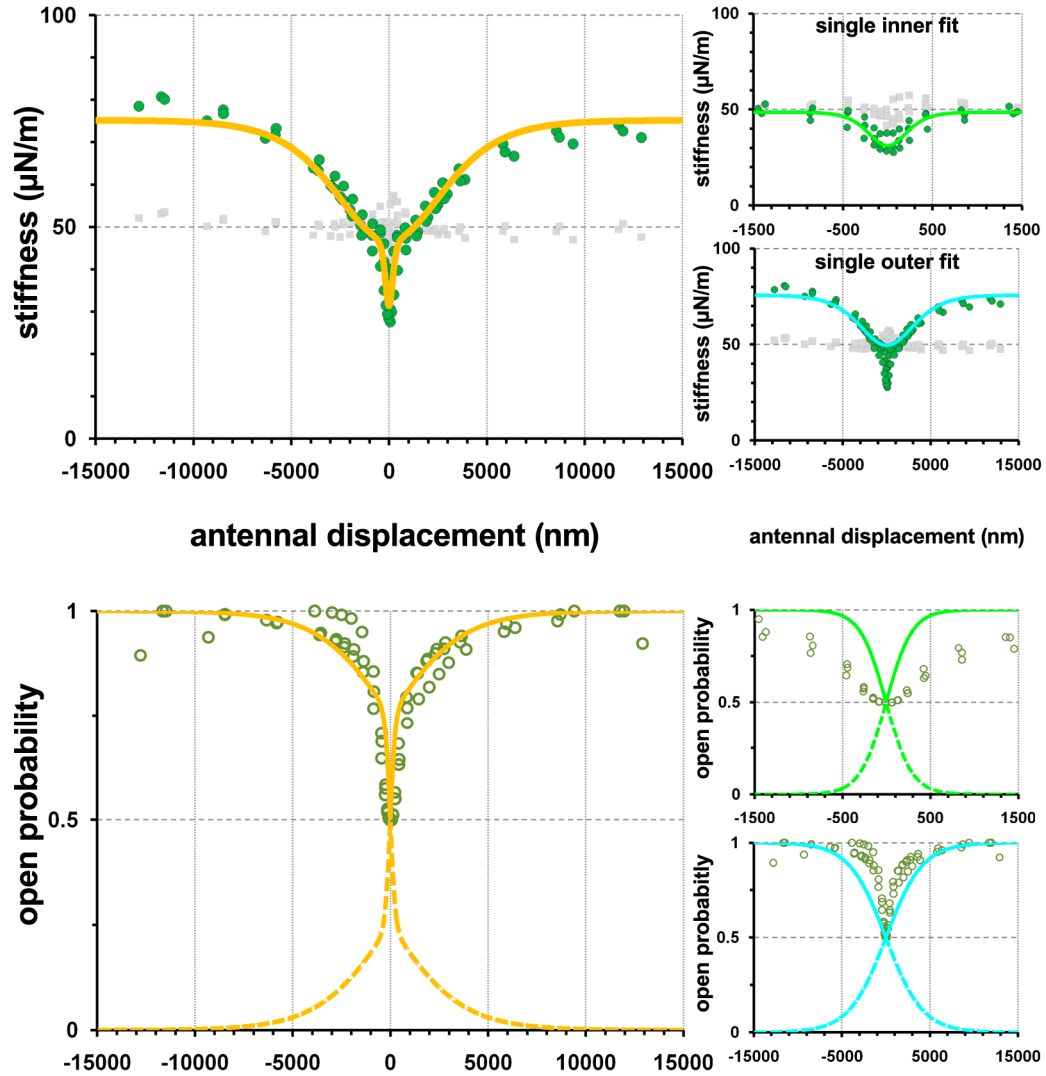 100
50
0
stiffness (µN/m)
-15000 -10000 -5000 0 5000 10000 15000
antennal displacement (nm)
single inner fit
100
50
0
stiffness (µN/m)
-1500 -500 500 1500
single outer fit
100
50
0
stiffness (µN/m)
-15000 -5000 5000 15000
antennal displacement (nm)
1
0.5
0
open probability
-15000 -10000 -5000 0 5000 10000 15000
1
0.5
0
open probability
-1500 -500 500 1500
1
0.5
0
open probabitly
-15000 -5000 5000 15000